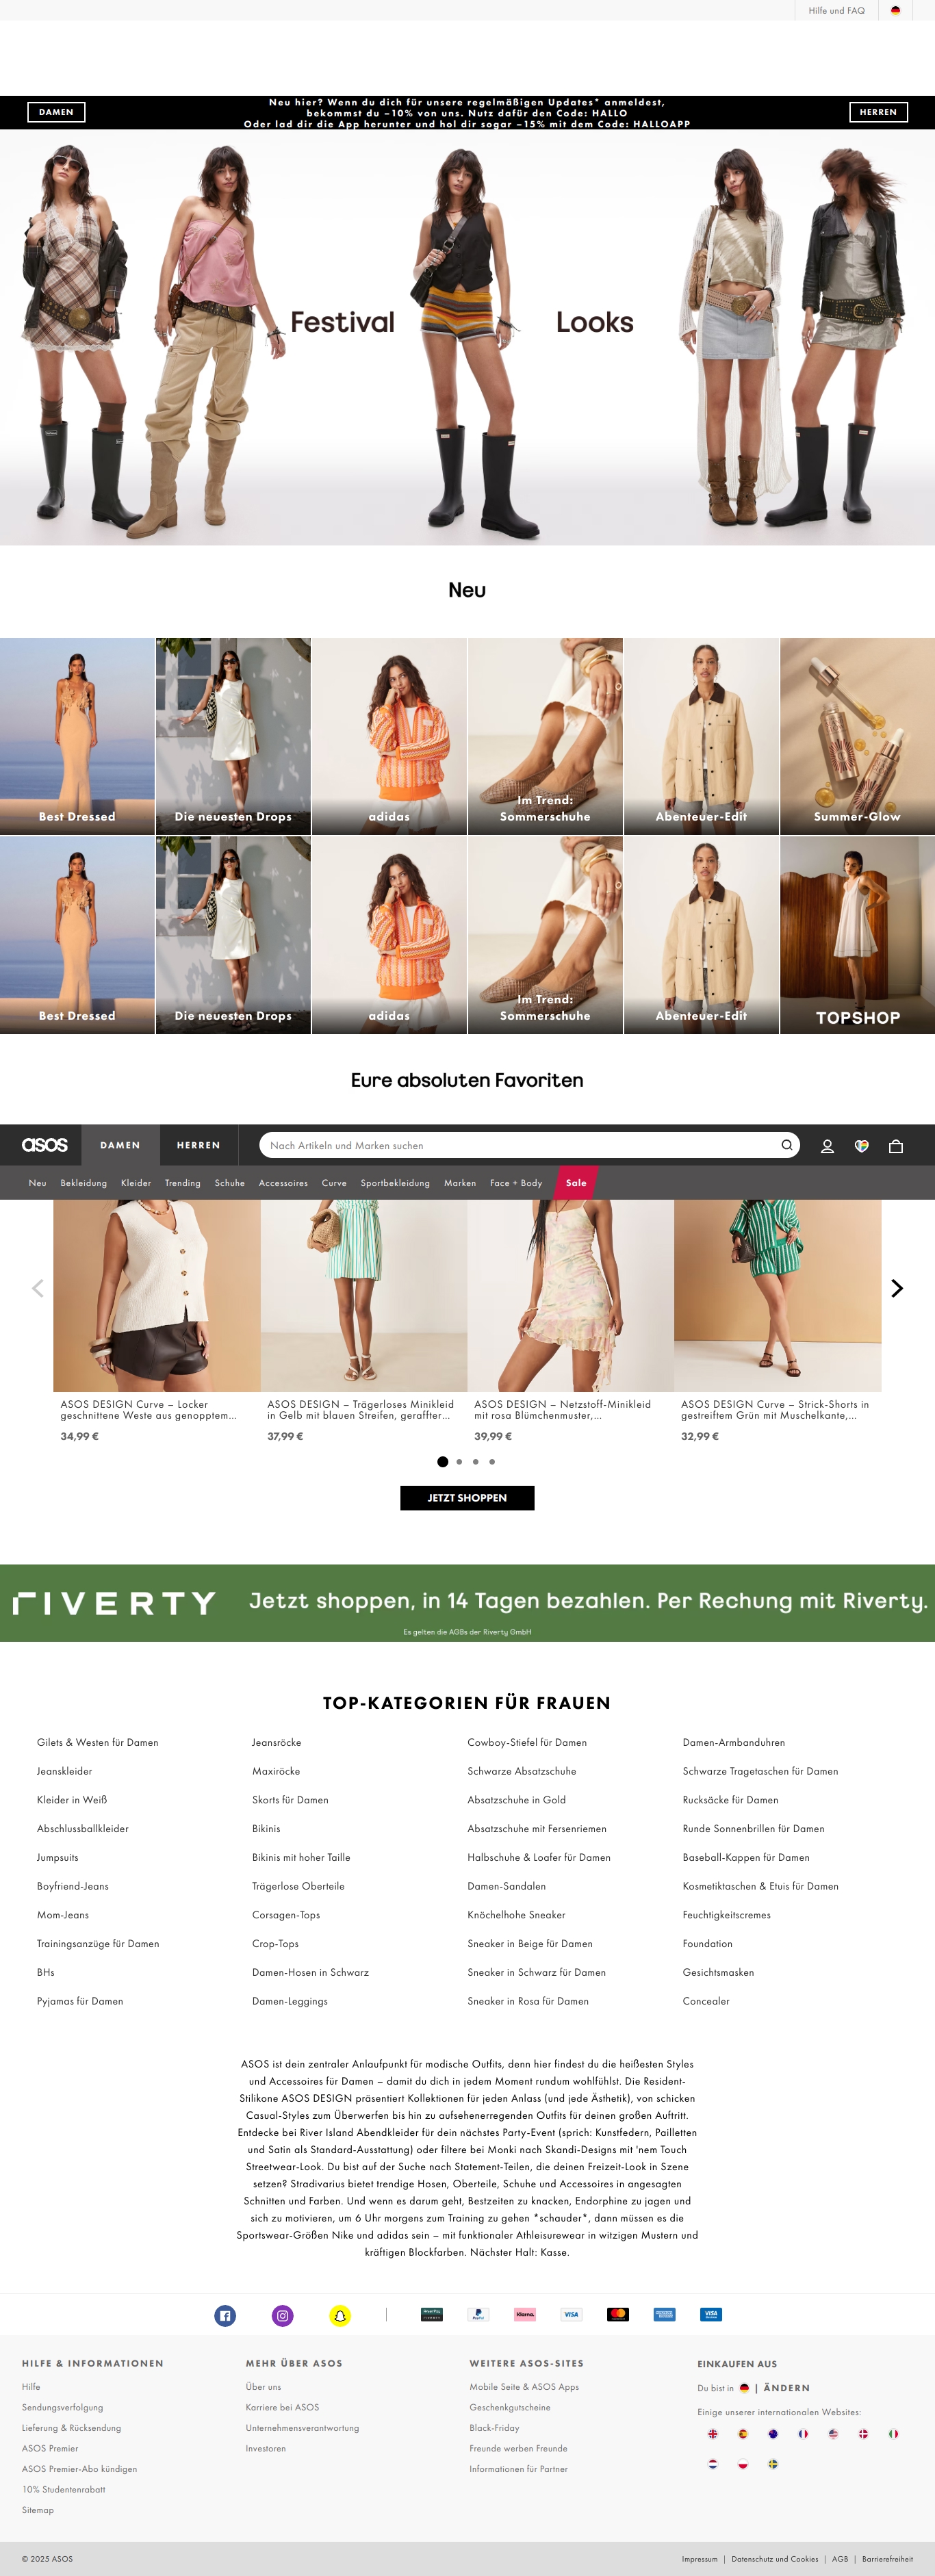 Hilfe und FAQ
DAMEN
Neu hier? Wenn du dich für unsere regelmäßigen Updates* anmeldest,
bekommst du –10% von uns. Nutz dafür den Code: HALLO
Oder lad dir die App herunter und hol dir sogar –15% mit dem Code: HALLOAPP
HERREN
Festival Looks
Neu
Best Dressed
Die neuesten Drops
adidas
Im Trend:
Sommerschuhe
Abenteuer-Edit
Summer-Glow
Best Dressed
Die neuesten Drops
adidas
Im Trend:
Sommerschuhe
Abenteuer-Edit
TOPSHOP
Eure absoluten Favoriten
asos
DAMEN
HERREN
Nach Artikeln und Marken suchen
Neu
Bekleidung
Kleider
Trending
Schuhe
Accessoires
Curve
Sportbekleidung
Marken
Face + Body
Sale
ASOS DESIGN Curve – Locker
geschnittene Weste aus genopptem...
34,99 €
ASOS DESIGN – Trägerloses Minikleid
in Gelb mit blauen Streifen, geraffter...
37,99 €
ASOS DESIGN – Netzstoff-Minikleid
mit rosa Blümchenmuster,...
39,99 €
ASOS DESIGN Curve – Strick-Shorts in
gestreiftem Grün mit Muschelkante,...
32,99 €
JETZT SHOPPEN
RIVERTY
Jetzt shoppen, in 14 Tagen bezahlen. Per Rechung mit Riverty.
Es gelten die AGBs der Riverty GmbH
TOP-KATEGORIEN FÜR FRAUEN
Gilets & Westen für Damen
Jeanskleider
Kleider in Weiß
Abschlussballkleider
Jumpsuits
Boyfriend-Jeans
Mom-Jeans
Trainingsanzüge für Damen
BHs
Pyjamas für Damen
Jeansröcke
Maxiröcke
Skorts für Damen
Bikinis
Bikinis mit hoher Taille
Trägerlose Oberteile
Corsagen-Tops
Crop-Tops
Damen-Hosen in Schwarz
Damen-Leggings
Cowboy-Stiefel für Damen
Schwarze Absatzschuhe
Absatzschuhe in Gold
Absatzschuhe mit Fersenriemen
Halbschuhe & Loafer für Damen
Damen-Sandalen
Knöchelhohe Sneaker
Sneaker in Beige für Damen
Sneaker in Schwarz für Damen
Sneaker in Rosa für Damen
Damen-Armbanduhren
Schwarze Tragetaschen für Damen
Rucksäcke für Damen
Runde Sonnenbrillen für Damen
Baseball-Kappen für Damen
Kosmetiktaschen & Etuis für Damen
Feuchtigkeitscremes
Foundation
Gesichtsmasken
Concealer
ASOS ist dein zentraler Anlaufpunkt für modische Outfits, denn hier findest du die heißesten Styles
und Accessoires für Damen – damit du dich in jedem Moment rundum wohlfühlst. Die Resident-
Stilikone ASOS DESIGN präsentiert Kollektionen für jeden Anlass (und jede Ästhetik), von schicken
Casual-Styles zum Überwerfen bis hin zu aufsehenerregenden Outfits für deinen großen Auftritt.
Entdecke bei River Island Abendkleider für dein nächstes Party-Event (sprich: Kunstfedern, Pailletten
und Satin als Standard-Ausstattung) oder filtere bei Monki nach Skandi-Designs mit 'nem Touch
Streetwear-Look. Du bist auf der Suche nach Statement-Teilen, die deinen Freizeit-Look in Szene
setzen? Stradivarius bietet trendige Hosen, Oberteile, Schuhe und Accessoires in angesagten
Schnitten und Farben. Und wenn es darum geht, Bestzeiten zu knacken, Endorphine zu jagen und
sich zu motivieren, um 6 Uhr morgens zum Training zu gehen *schauder*, dann müssen es die
Sportswear-Größen Nike und adidas sein – mit funktionaler Athleisurewear in witzigen Mustern und
kräftigen Blockfarben. Nächster Halt: Kasse.
PayPal
Klarna.
VISA
VISA
HILFE & INFORMATIONEN
Hilfe
Sendungsverfolgung
Lieferung & Rücksendung
ASOS Premier
ASOS Premier-Abo kündigen
10% Studentenrabatt
Sitemap
MEHR ÜBER ASOS
Über uns
Karriere bei ASOS
Unternehmensverantwortung
Investoren
WEITERE ASOS-SITES
Mobile Seite & ASOS Apps
Geschenkgutscheine
Black-Friday
Freunde werben Freunde
Informationen für Partner
EINKAUFEN AUS
Du bist in | ÄNDERN
Einige unserer internationalen Websites:
© 2025 ASOS
Impressum | Datenschutz und Cookies | AGB | Barrierefreiheit